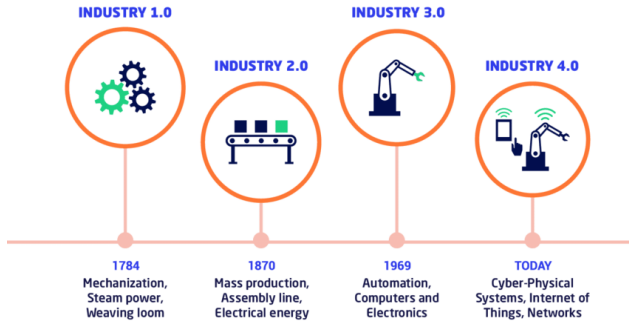 INDUSTRY 1.0
INDUSTRY 2.0
INDUSTRY 3.0
INDUSTRY 4.0
1784
Mechanization,
Steam power,
Weaving loom
1870
Mass production,
Assembly line,
Electrical energy
1969
Automation,
Computers and
Electronics
TODAY
Cyber-Physical
Systems, Internet of
Things, Networks